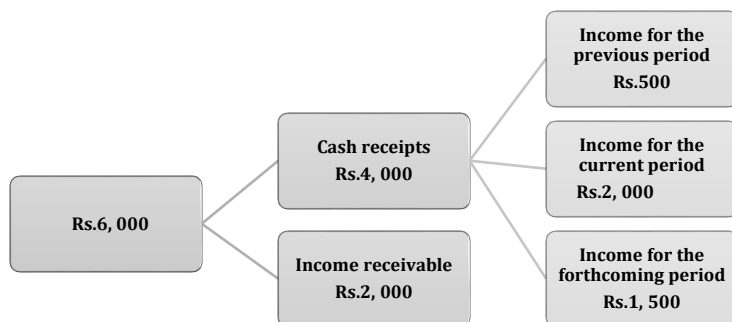 Rs.6, 000
Cash receipts
Rs.4, 000
Income receivable
Rs.2, 000
Income for the
previous period
Rs.500
Income for the
current period
Rs.2, 000
Income for the
forthcoming period
Rs.1, 500